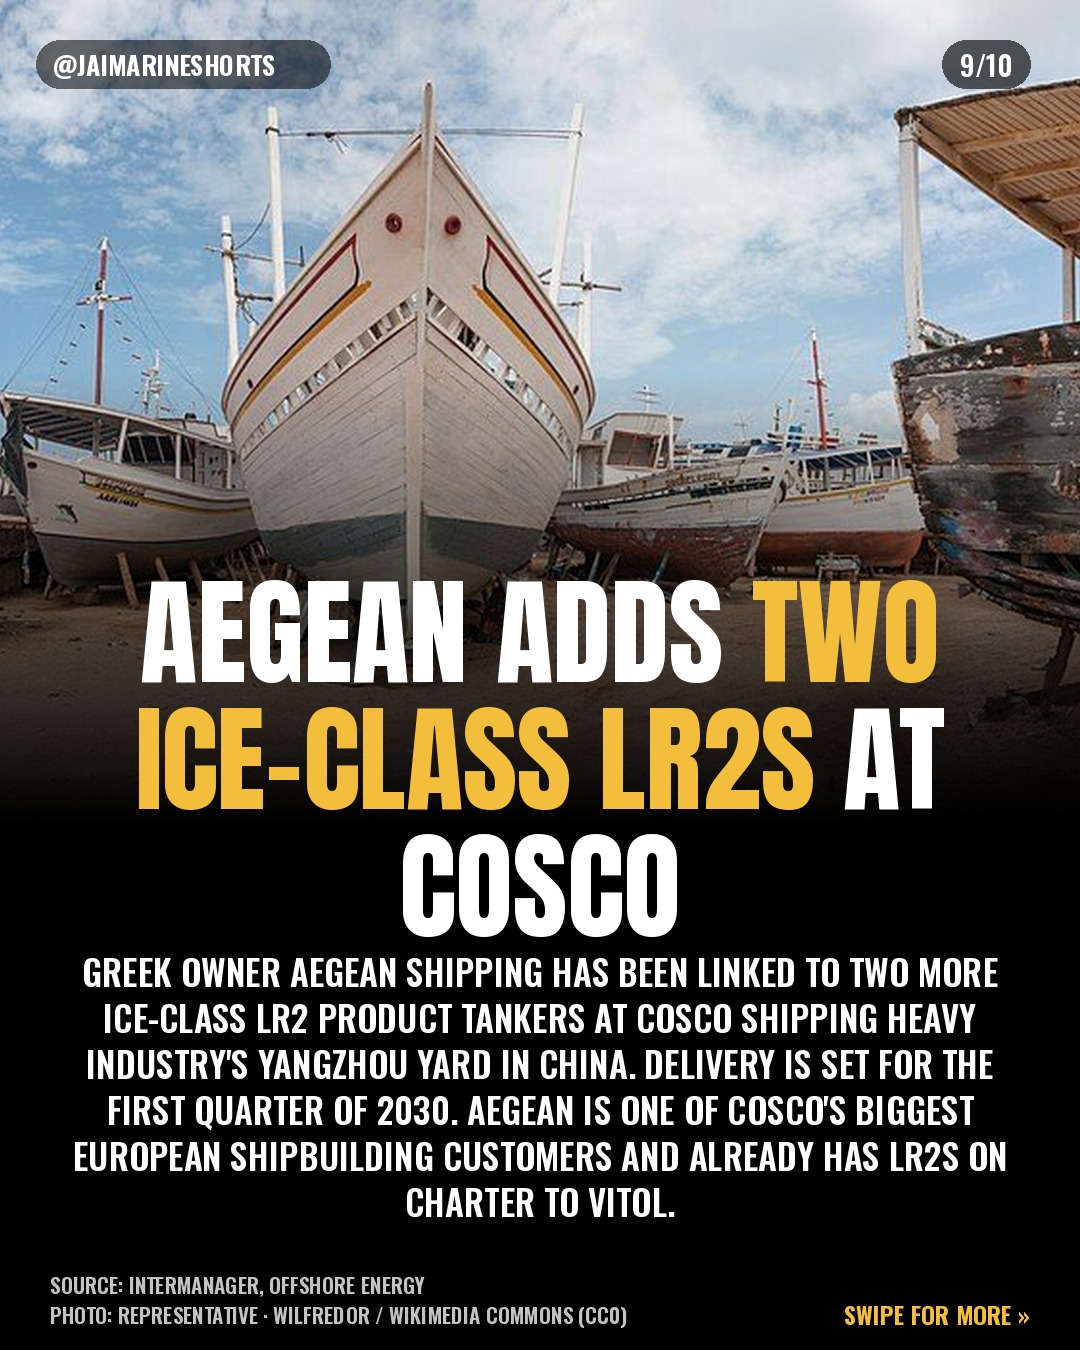 @JAIMARINESHORTS
9/10
AEGEAN ADDS TWO
ICE-CLASS LR2S AT
COSCO
GREEK OWNER AEGEAN SHIPPING HAS BEEN LINKED TO TWO MORE
ICE-CLASS LR2 PRODUCT TANKERS AT COSCO SHIPPING HEAVY
INDUSTRY'S YANGZHOU YARD IN CHINA. DELIVERY IS SET FOR THE
FIRST QUARTER OF 2030. AEGEAN IS ONE OF COSCO'S BIGGEST
EUROPEAN SHIPBUILDING CUSTOMERS AND ALREADY HAS LR2S ON
CHARTER TO VITOL.
SOURCE: INTERMANAGER, OFFSHORE ENERGY
PHOTO: REPRESENTATIVE · WILFREDOR / WIKIMEDIA COMMONS (CC0)
SWIPE FOR MORE »